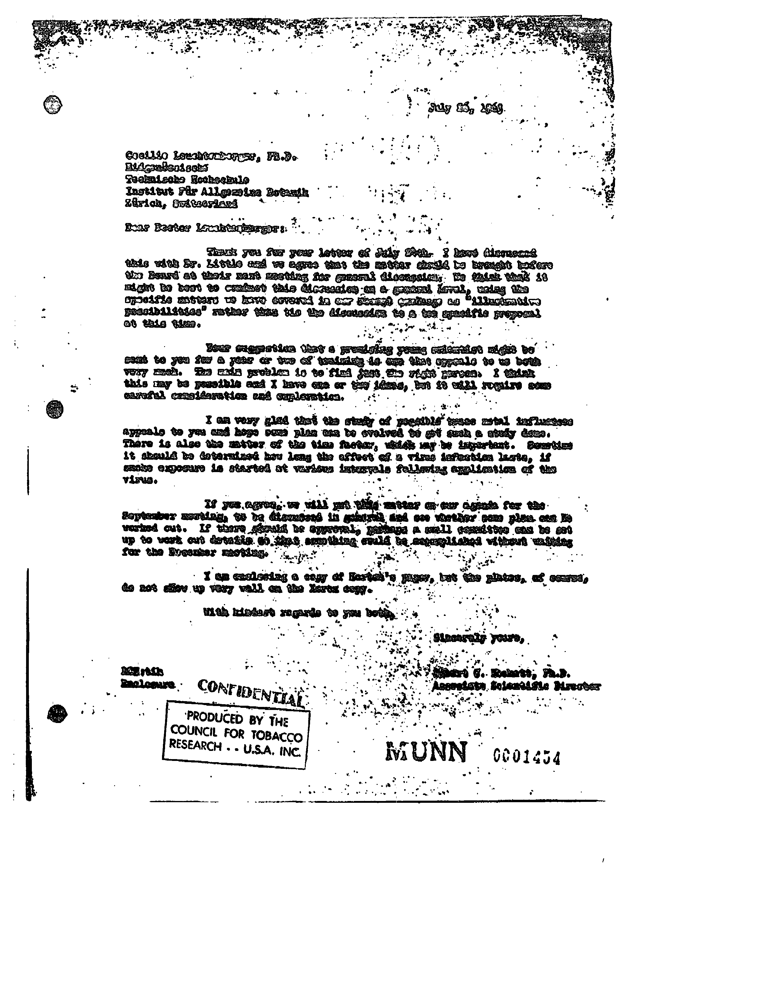 July 1968
Cecilie Leuchtenberger, Ph.D.
Eidgenössische
Technische Hochschule
Institut Für Allgemeine Botanik
Zürich, Switzerland
Dear Doctor Leuchtenberger:
Thank you for your letter of July I have discussed
this with Dr. Little and we agree that the matter should be brought before
the Board at their next meeting for general discussion. We think that it
might be best to conduct this discussion on a general level, using the
specific matters we have covered in our exchange as "illustrative
possibilities" rather than tie the discussion to a too specific proposal
at this time.
Your suggestion that a promising young scientist might be
sent to you for a year or two of training is one that appeals to us both
very much. The main problem is to find just the right person. I think
this may be possible and I have one or two ideas, but it will require some
careful consideration and exploration.
I am very glad that the study of possible trace metal influences
appeals to you and hope some plan can be evolved to get such a study done.
There is also the matter of the time factor, which may be important. Sometime
it should be determined how long the effect of a virus infection lasts, if
smoke exposure is started at various intervals following application of the
virus.
If you agree, we will put this matter on our agenda for the
September meeting, to be discussed in general and see whether some plan can be
worked out. If there should be approval, perhaps a small committee can be set
up to work out details so that something could be accomplished without waiting
for the November meeting.
I am enclosing a copy of paper, but the plates, of course,
do not show up very well on the Xerox copy.
With kindest regards to you both,
Sincerely yours,
Robert C. Hockett, Ph.D.
Associate Scientific Director
Enclosure
CONFIDENTIAL
PRODUCED BY THE
COUNCIL FOR TOBACCO
RESEARCH - - U.S.A. INC.
MUNN 0001454